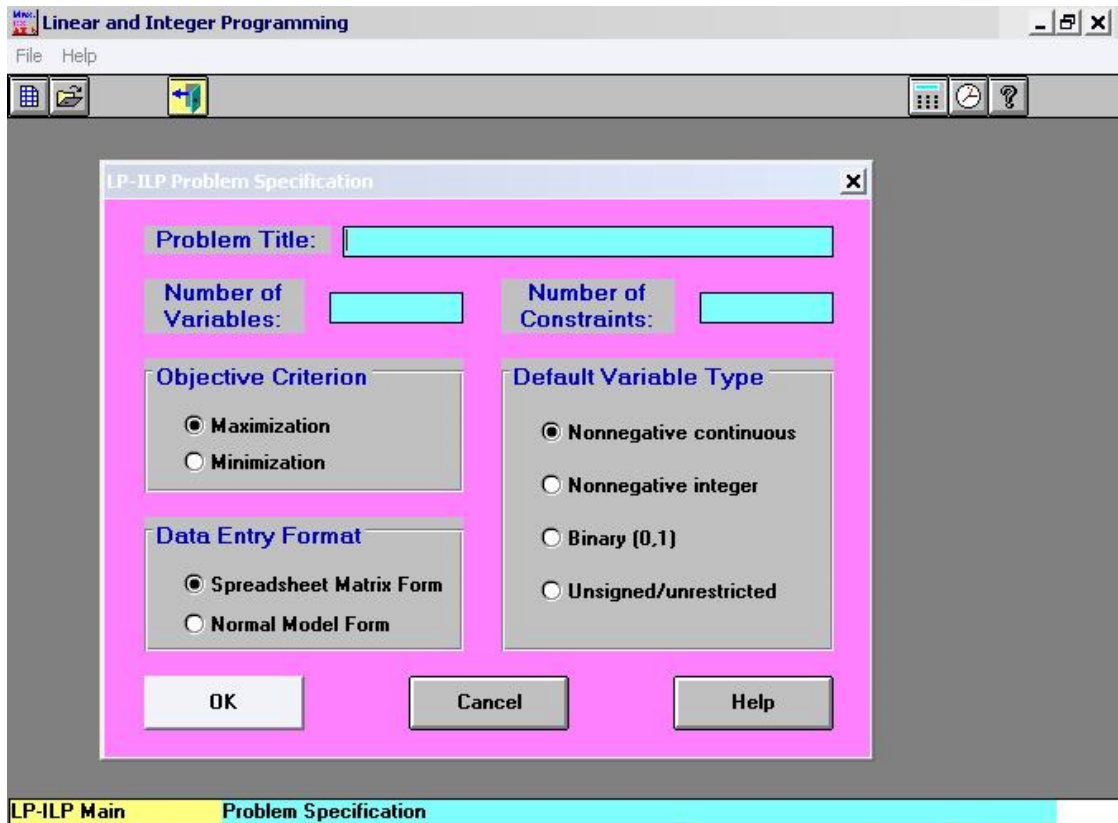 Linear and Integer Programming
File Help
LP-ILP Problem Specification
Problem Title:
Number of Variables:
Number of Constraints:
Objective Criterion
Maximization
Minimization
Default Variable Type
Nonnegative continuous
Nonnegative integer
Binary (0,1)
Unsigned/unrestricted
Data Entry Format
Spreadsheet Matrix Form
Normal Model Form
OK Cancel Help
LP-ILP Main Problem Specification